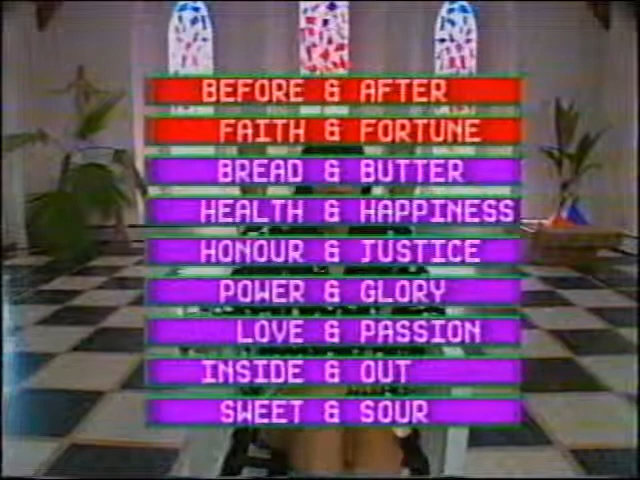 BEFORE & AFTER
FAITH & FORTUNE
BREAD & BUTTER
HEALTH & HAPPINESS
HONOUR & JUSTICE
POWER & GLORY
LOVE & PASSION
INSIDE & OUT
SWEET & SOUR